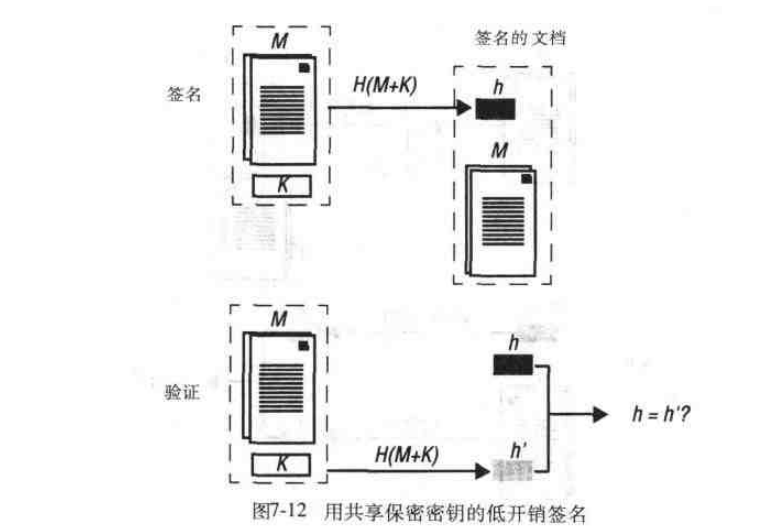 M
签名的文档
签名
H(M+K)
h
M
K
M
h
验证
h = h'?
K
H(M+K)
h'
图7-12 用共享保密密钥的低开销签名